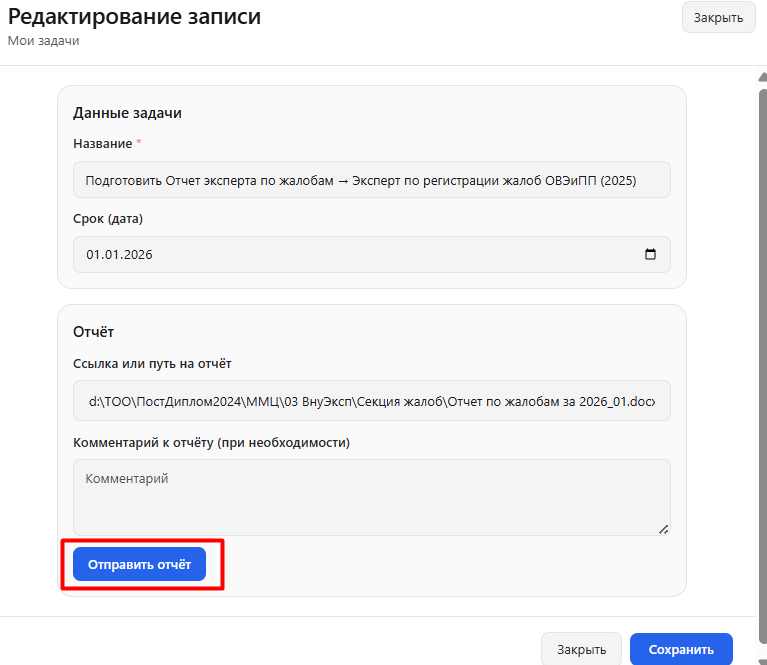 Редактирование записи
Закрыть
Мои задачи
Данные задачи
Название *
Подготовить Отчет эксперта по жалобам → Эксперт по регистрации жалоб ОВЭиПП (2025)
Срок (дата)
01.01.2026
Отчёт
Ссылка или путь на отчёт
d:\ТОО\ПостДиплом2024\ММЦ\03 ВнуЭксп\Секция жалоб\Отчет по жалобам за 2026_01.docx
Комментарий к отчёту (при необходимости)
Комментарий
Отправить отчёт
Закрыть
Сохранить